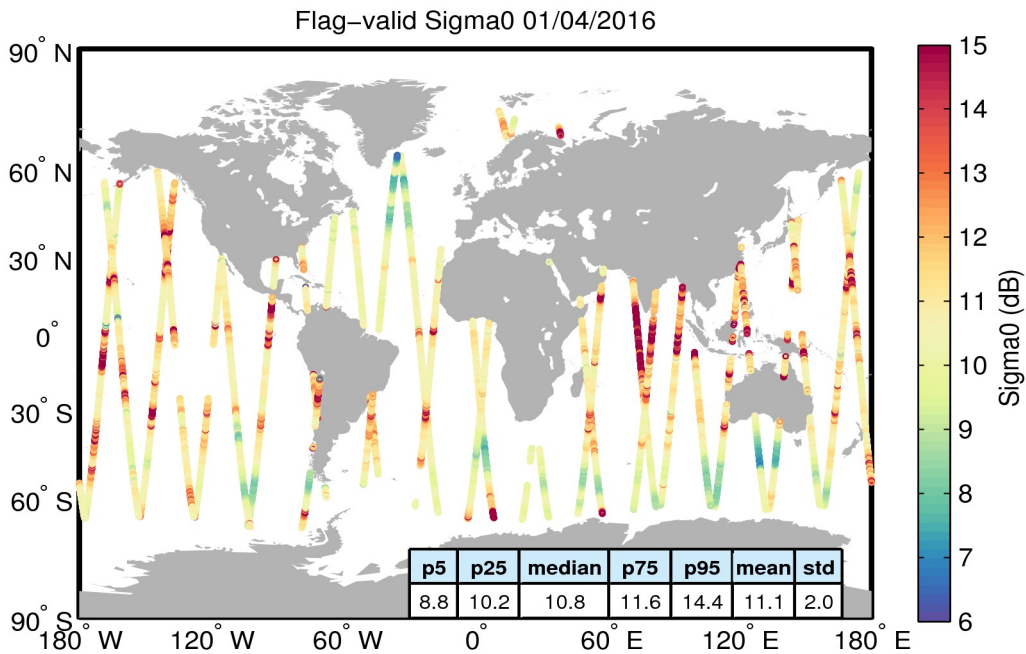 Flag−valid Sigma0 01/04/2016
90° N
60° N
30° N
0°
30° S
60° S
90° S
180° W
120° W
60° W
0°
60° E
120° E
180° E
p5 p25 median p75 p95 mean std
8.8 10.2 10.8 11.6 14.4 11.1 2.0
15
14
13
12
11
10
9
8
7
6
Sigma0 (dB)